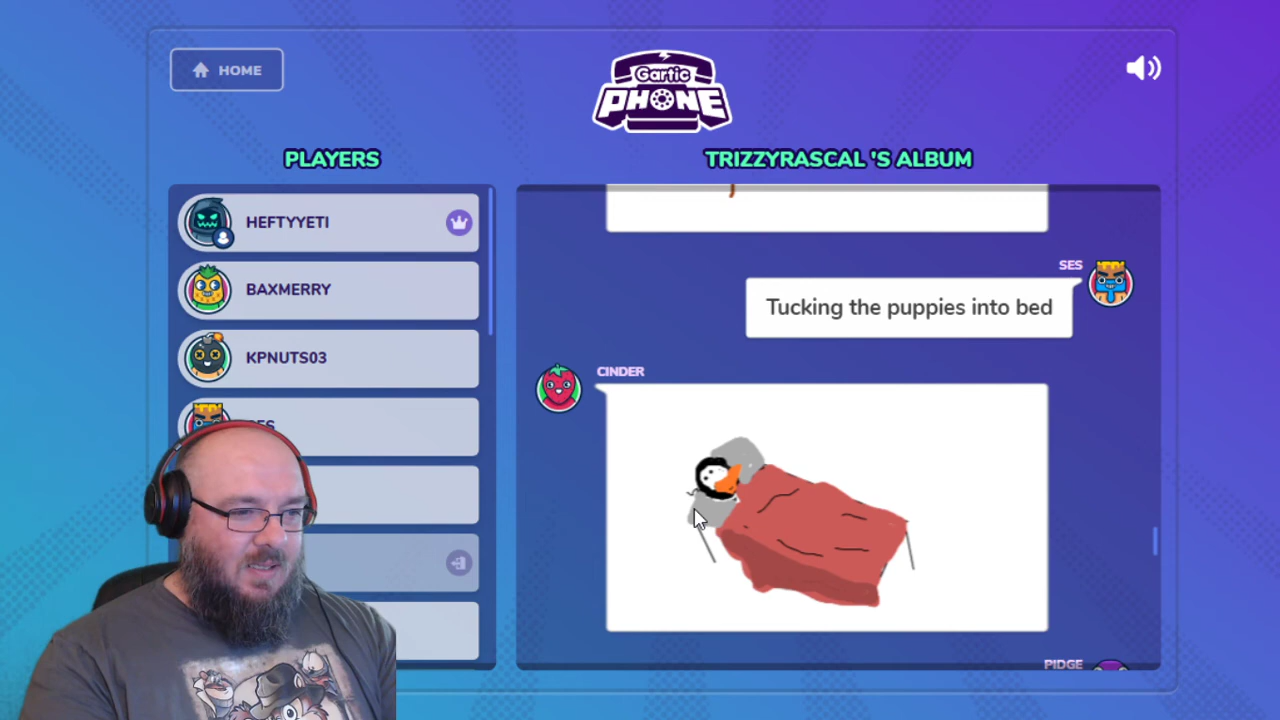 HOME
Gartic
PHONE
PLAYERS
TRIZZYRASCAL 'S ALBUM
HEFTYYETI
BAXMERRY
KPNUTS03
SES
Tucking the puppies into bed
CINDER
PIDGE